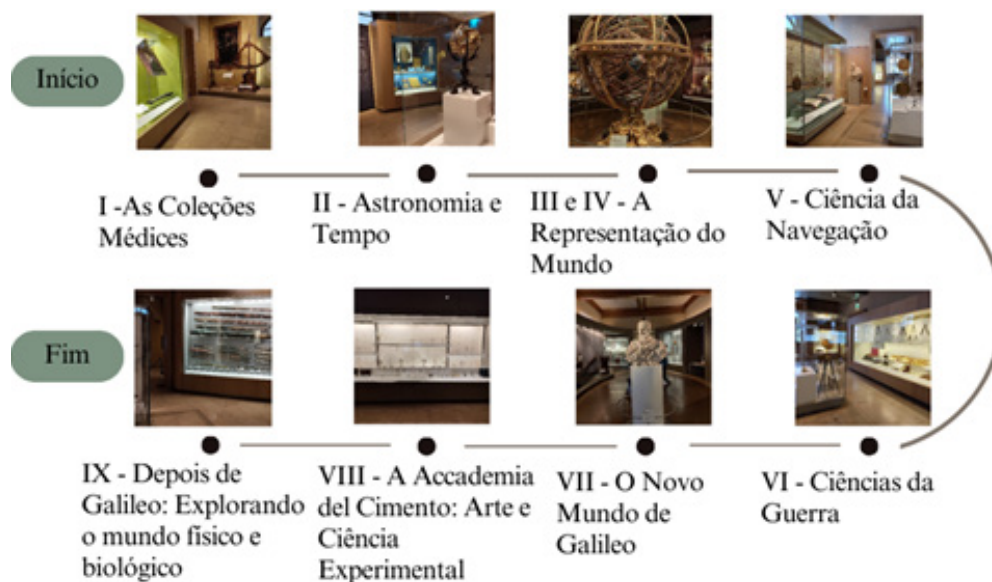 Início
I -As Coleções
Médices
II - Astronomia e
Tempo
III e IV - A
Representação do
Mundo
V - Ciência da
Navegação
Fim
IX - Depois de
Galileo: Explorando
o mundo físico e
biológico
VIII - A Accademia
del Cimento: Arte e
Ciência
Experimental
VII - O Novo
Mundo de
Galileo
VI - Ciências da
Guerra